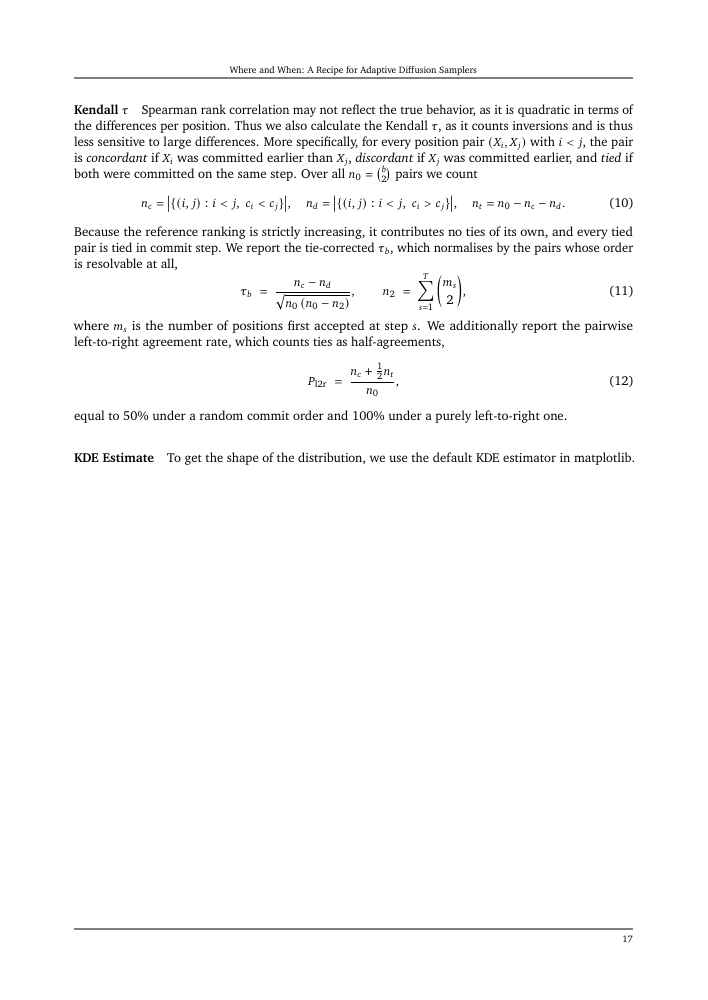 Where and When: A Recipe for Adaptive Diffusion Samplers
Kendall τ Spearman rank correlation may not reflect the true behavior, as it is quadratic in terms of
the differences per position. Thus we also calculate the Kendall τ, as it counts inversions and is thus
less sensitive to large differences. More specifically, for every position pair (X_i, X_j) with i < j, the pair
is concordant if X_i was committed earlier than X_j, discordant if X_j was committed earlier, and tied if
both were committed on the same step. Over all n_0 = \binom{b}{2} pairs we count
n_c = |{(i, j) : i < j, c_i < c_j}|, n_d = |{(i, j) : i < j, c_i > c_j}|, n_t = n_0 − n_c − n_d. (10)
Because the reference ranking is strictly increasing, it contributes no ties of its own, and every tied
pair is tied in commit step. We report the tie-corrected τ_b, which normalises by the pairs whose order
is resolvable at all,
τ_b = \frac{n_c − n_d}{\sqrt{n_0 (n_0 − n_2)}}, n_2 = \sum_{s=1}^{T} \binom{m_s}{2}, (11)
where m_s is the number of positions first accepted at step s. We additionally report the pairwise
left-to-right agreement rate, which counts ties as half-agreements,
P_{l2r} = \frac{n_c + \frac{1}{2} n_t}{n_0}, (12)
equal to 50% under a random commit order and 100% under a purely left-to-right one.
KDE Estimate To get the shape of the distribution, we use the default KDE estimator in matplotlib.
17